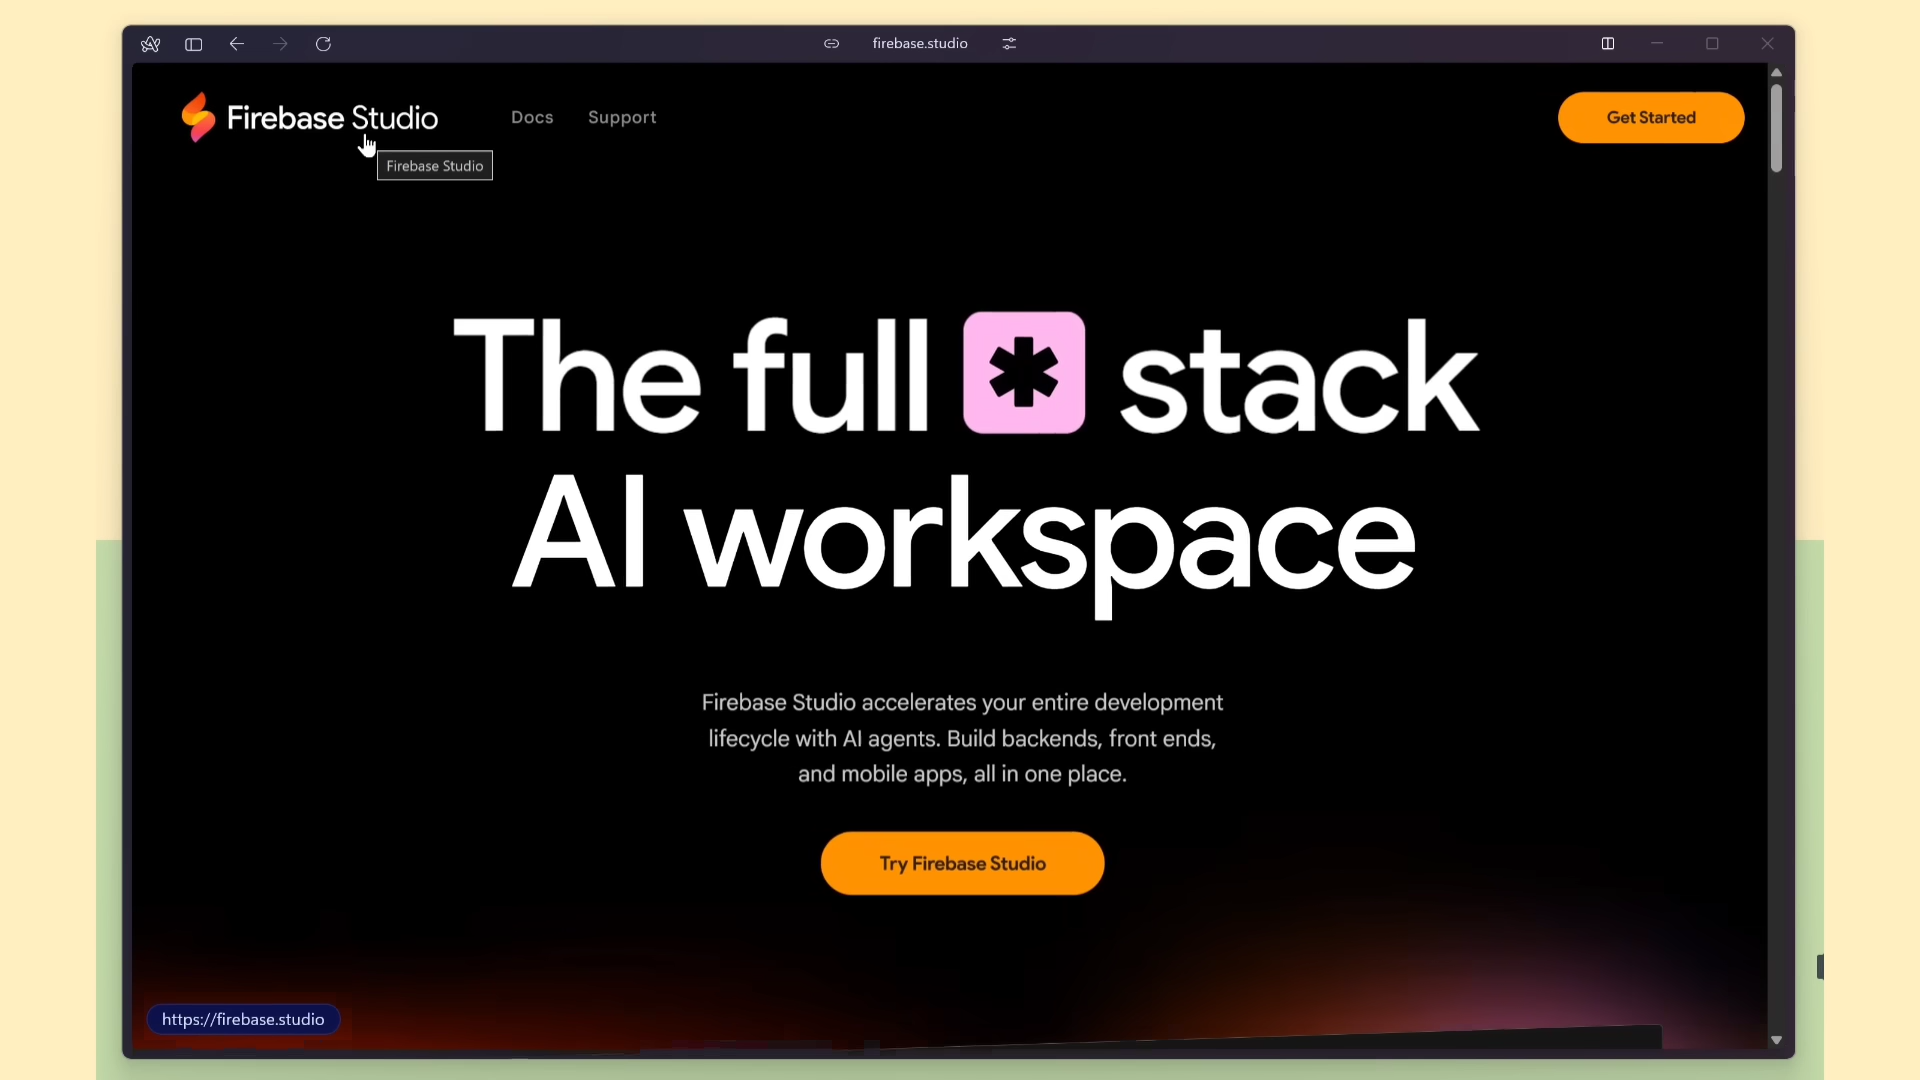 firebase.studio
Firebase Studio
Docs
Support
Get Started
Firebase Studio
The full * stack
AI workspace
Firebase Studio accelerates your entire development
lifecycle with AI agents. Build backends, front ends,
and mobile apps, all in one place.
Try Firebase Studio
https://firebase.studio